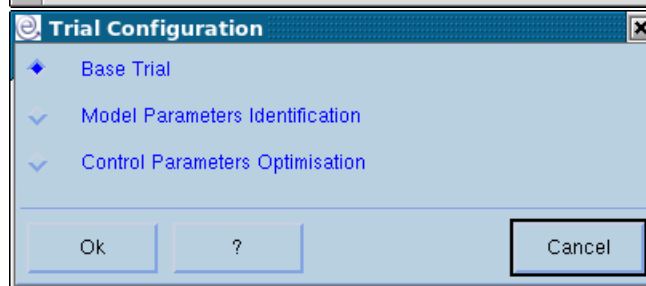 Trial Configuration
Base Trial
Model Parameters Identification
Control Parameters Optimisation
Ok ? Cancel